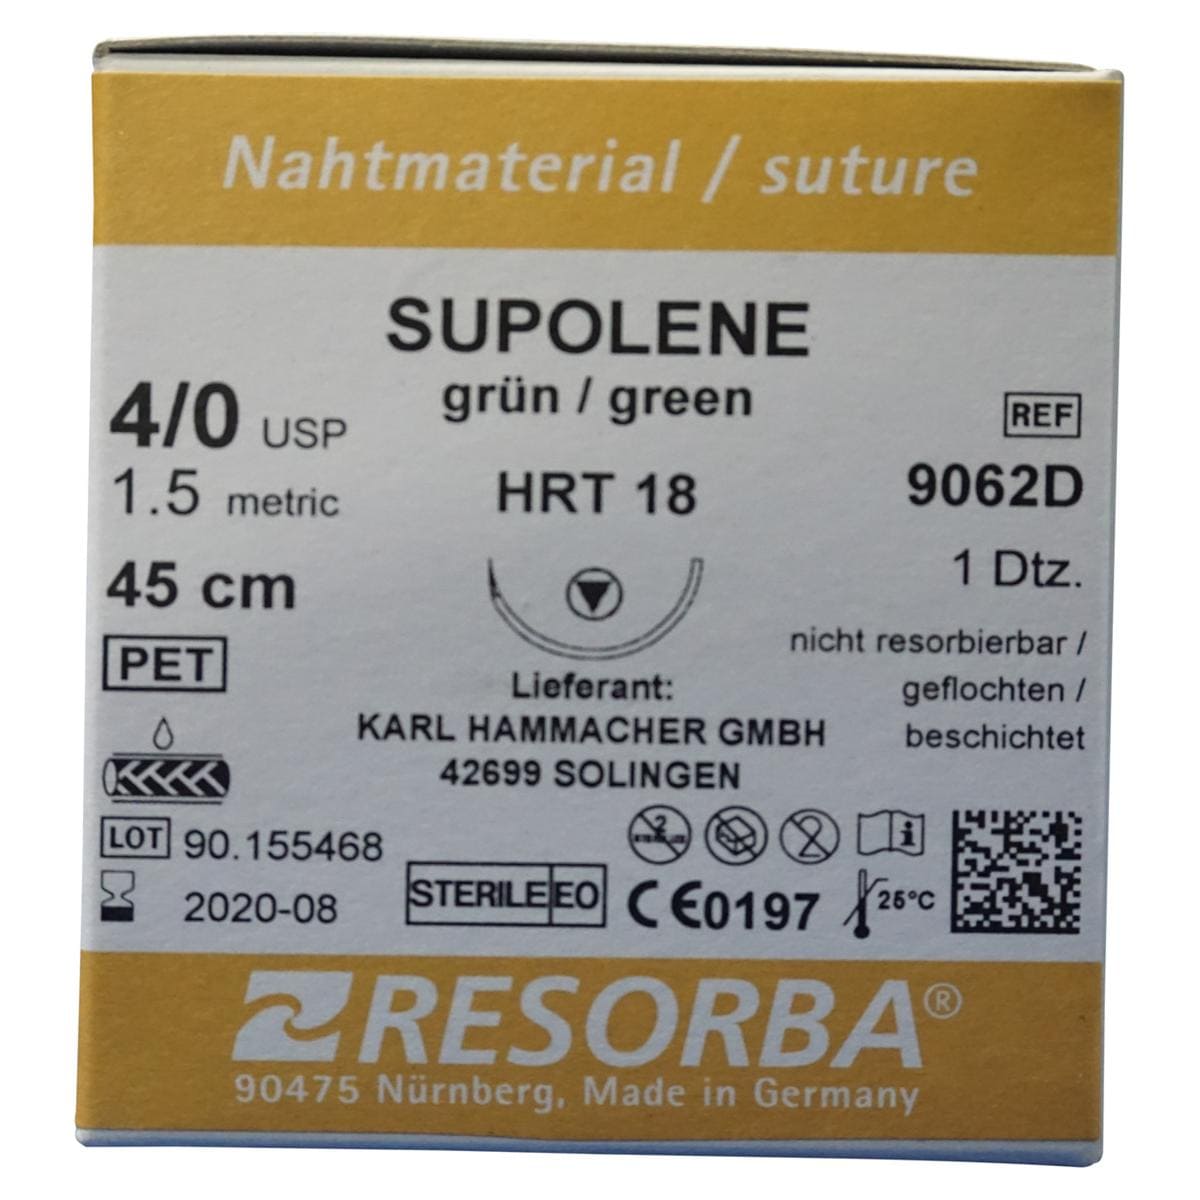 Nahtmaterial / suture
SUPOLENE
grün / green
4/0 USP
1.5 metric
HRT 18
REF
9062D
45 cm
1 Dtz.
PET
nicht resorbierbar /
geflochten /
beschichtet
Lieferant:
KARL HAMMACHER GMBH
42699 SOLINGEN
LOT 90.155468
2020-08
STERILE EO
2
2
i
CE0197
25°C
RESORBA®
90475 Nürnberg, Made in Germany